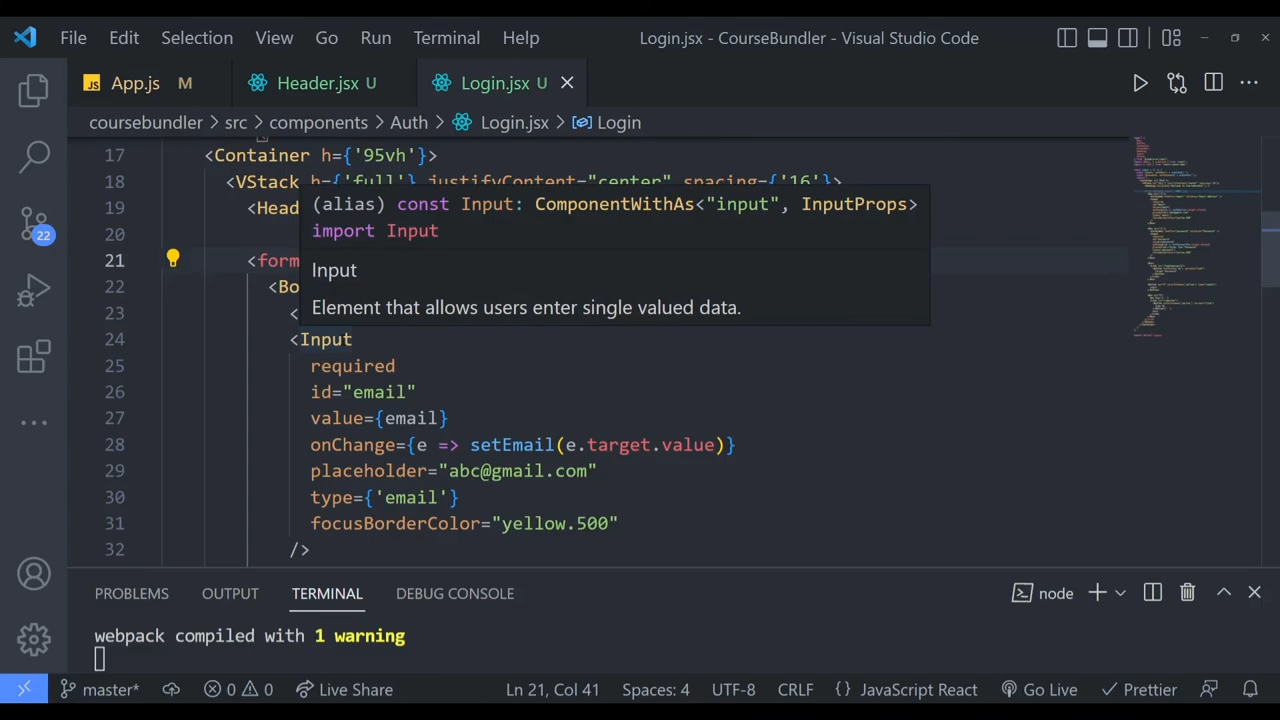 File Edit Selection View Go Run Terminal Help Login.jsx - CourseBundler - Visual Studio Code
JS App.js M Header.jsx U Login.jsx U
coursebundler > src > components > Auth > Login.jsx > Login
17 <Container h={'95vh'}>
18 <VStack h={'full'} justifyContent="center" spacing={'16'}>
19 <Head
(alias) const Input: ComponentWithAs<"input", InputProps>
20
import Input
21 <form
Input
22 <Bo
Element that allows users enter single valued data.
23 <
24 <Input
25 required
26 id="email"
27 value={email}
28 onChange={e => setEmail(e.target.value)}
29 placeholder="abc@gmail.com"
30 type={'email'}
31 focusBorderColor="yellow.500"
32 />
22
PROBLEMS OUTPUT TERMINAL DEBUG CONSOLE node
webpack compiled with 1 warning
master* 0 0 Live Share Ln 21, Col 41 Spaces: 4 UTF-8 CRLF {} JavaScript React Go Live Prettier